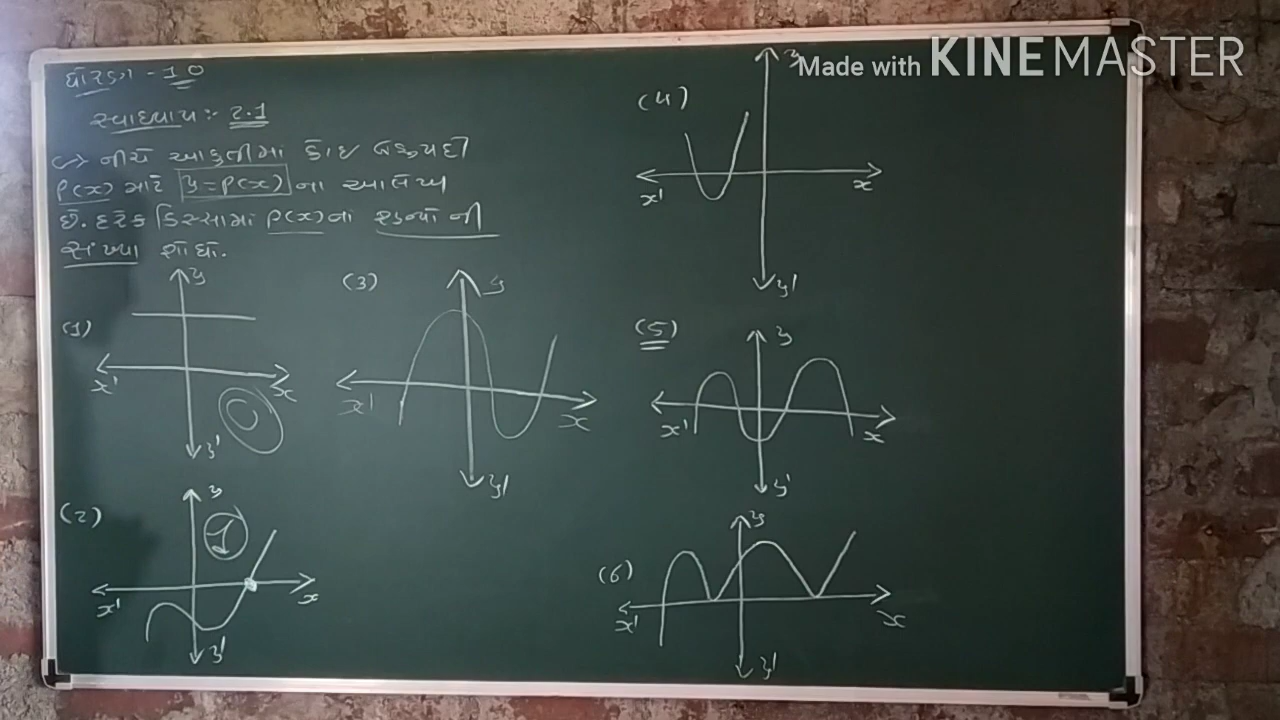 ધોરણ - 10
સ્વાધ્યાય :- 2.1
નીચે આકૃતીમાં કોઇ બહુપદી
p(x) માટે y=p(x) ના આલેખ
છે. દરેક કિસ્સામાં p(x)નાં શૂન્યો ની
સંખ્યા શોધો.
(1)
y
x'
x
y'
0
(2)
y
1
x'
x
y'
(3)
y
x'
x
y'
(4)
y
x'
x
y'
(5)
y
x'
x
y'
(6)
y
x'
x
y'
Made with KINEMASTER